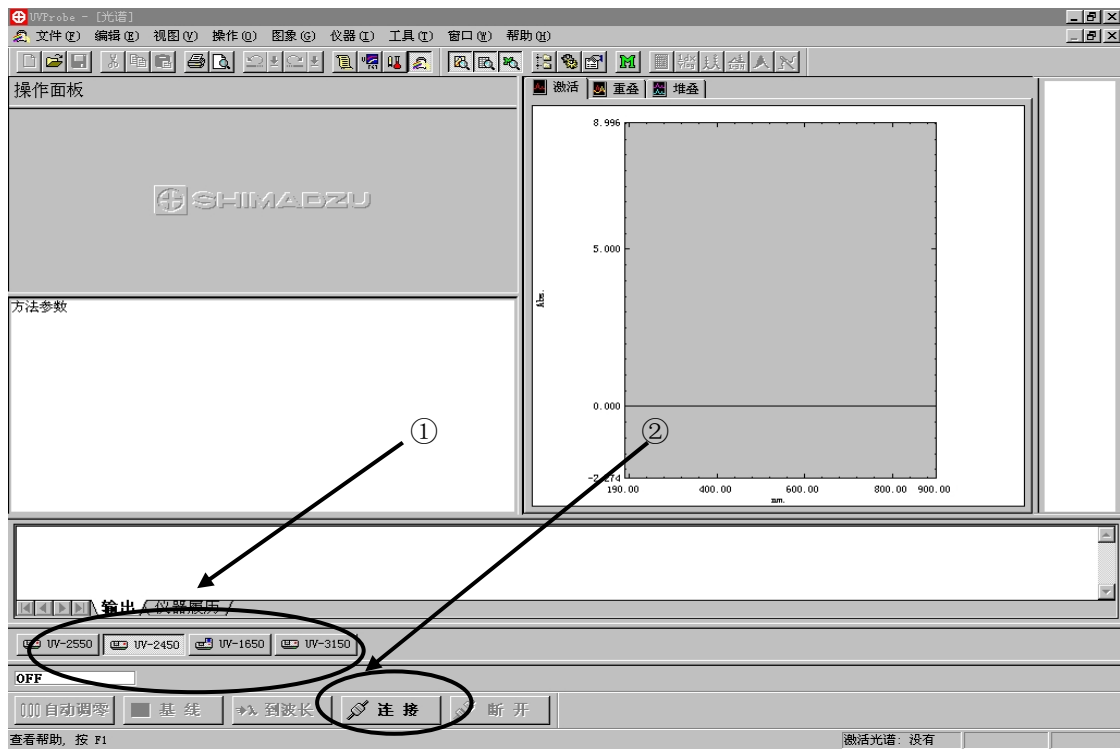 UVProbe - [光谱]
文件(F) 编辑(E) 视图(V) 操作(O) 图象(G) 仪器(I) 工具(T) 窗口(W) 帮助(H)
操作面板
激活 重叠 堆叠
SHIMADZU
8.996
5.000
Abs.
0.000
190.00 400.00 600.00 800.00 900.00
nm.
方法参数
①
②
输出 仪器履历
UV-2550 UV-2450 UV-1650 UV-3150
OFF
自动调零 基线 到波长 连接 断开
查看帮助, 按 F1
激活光谱: 没有